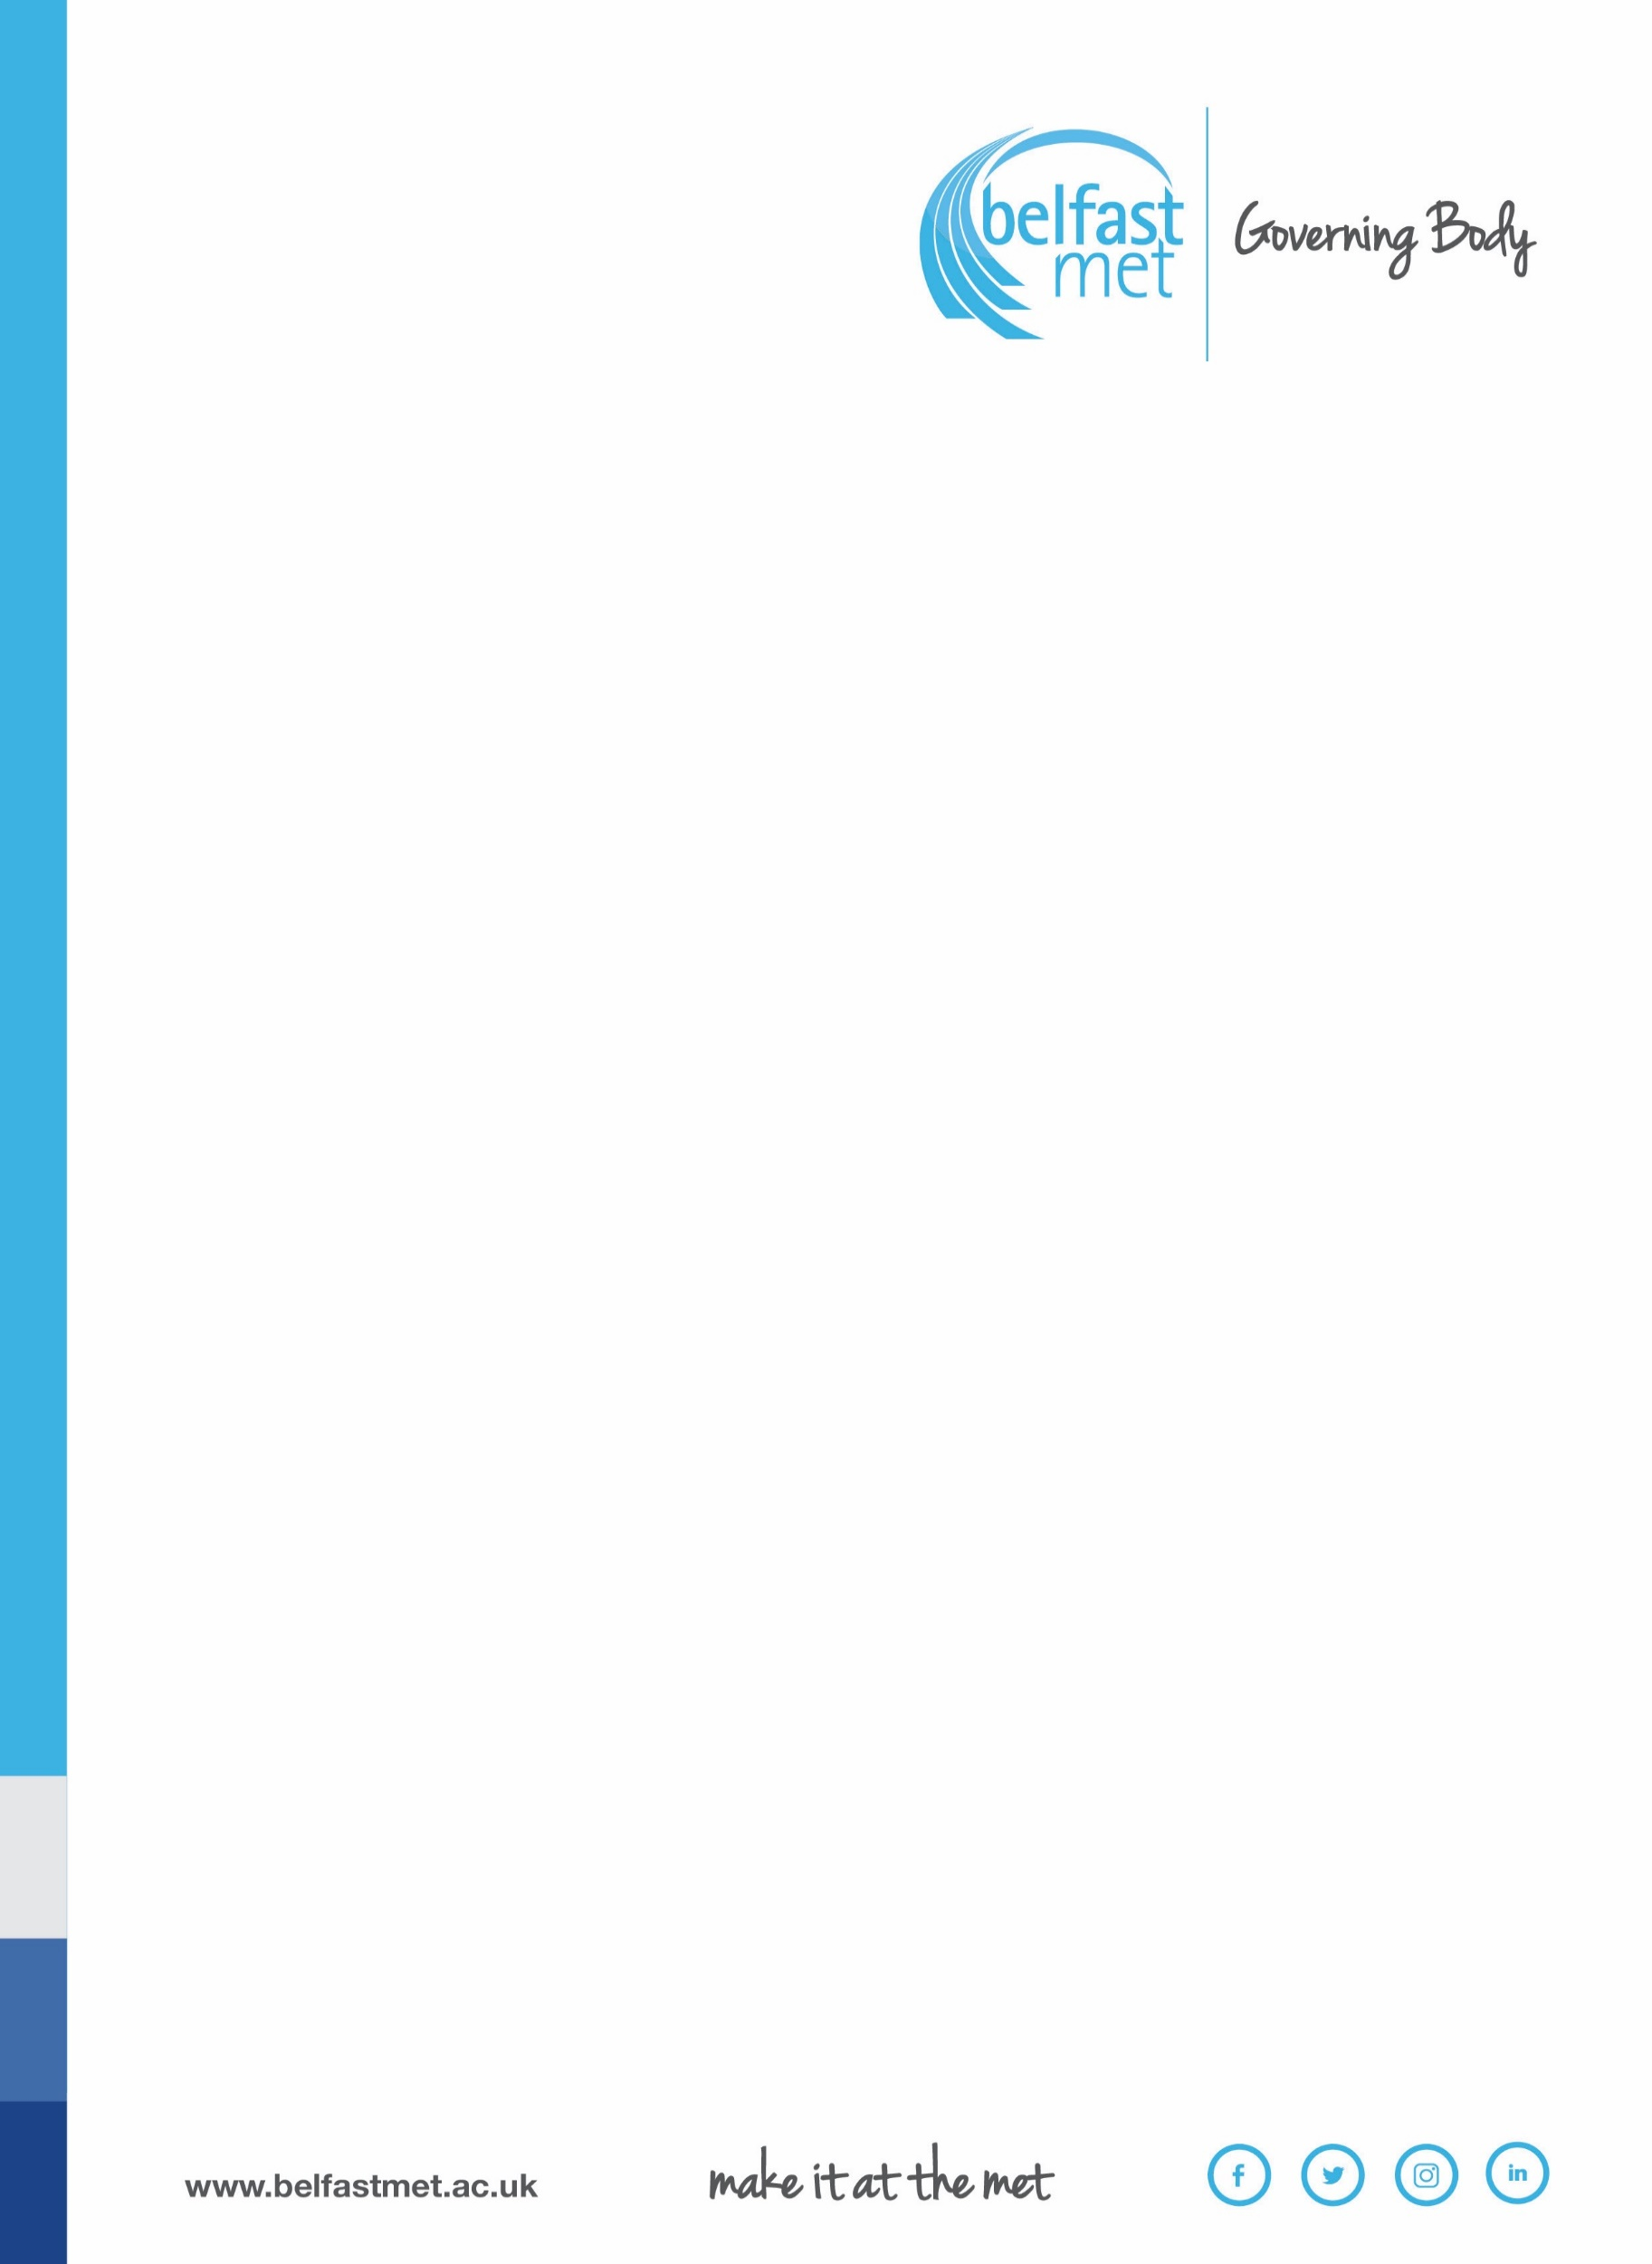 belfast
met
Governing Body
www.belfastmet.ac.uk
make it at the met
f
in